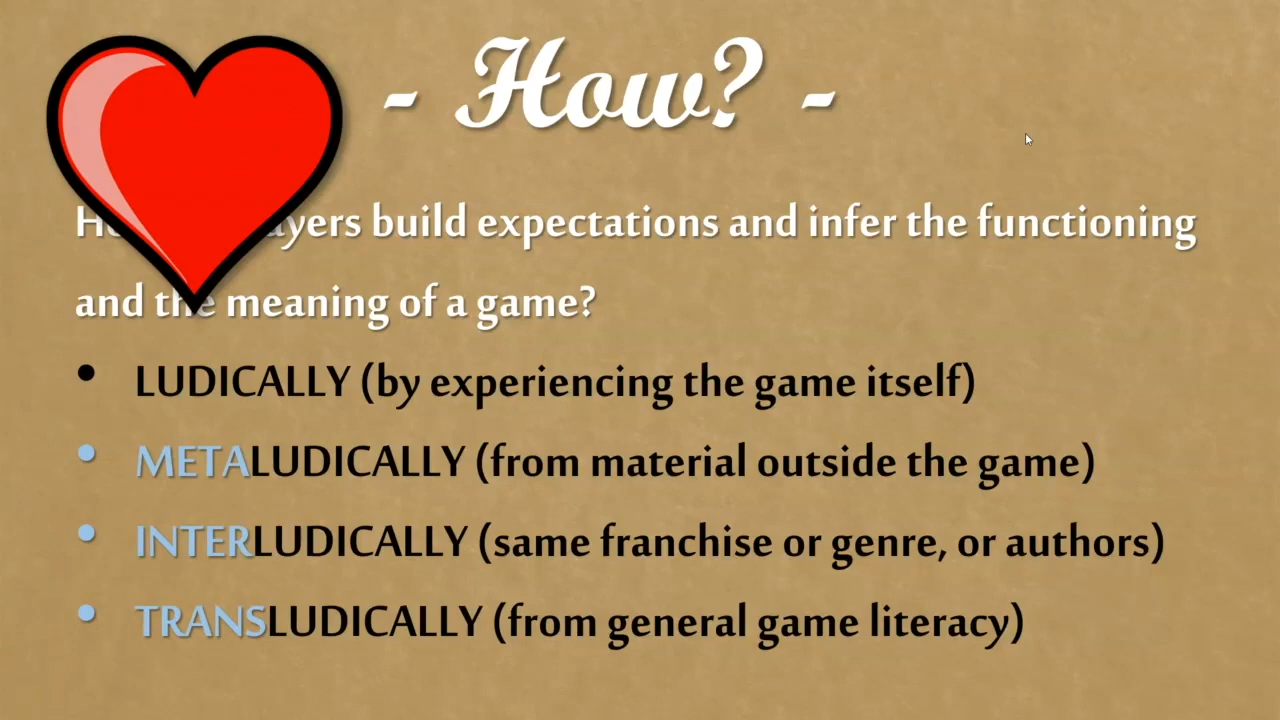 - How? -
build expectations and infer the functioning
and the meaning of a game?
• LUDICALLY (by experiencing the game itself)
• METALUDICALLY (from material outside the game)
• INTERLUDICALLY (same franchise or genre, or authors)
• TRANSLUDICALLY (from general game literacy)